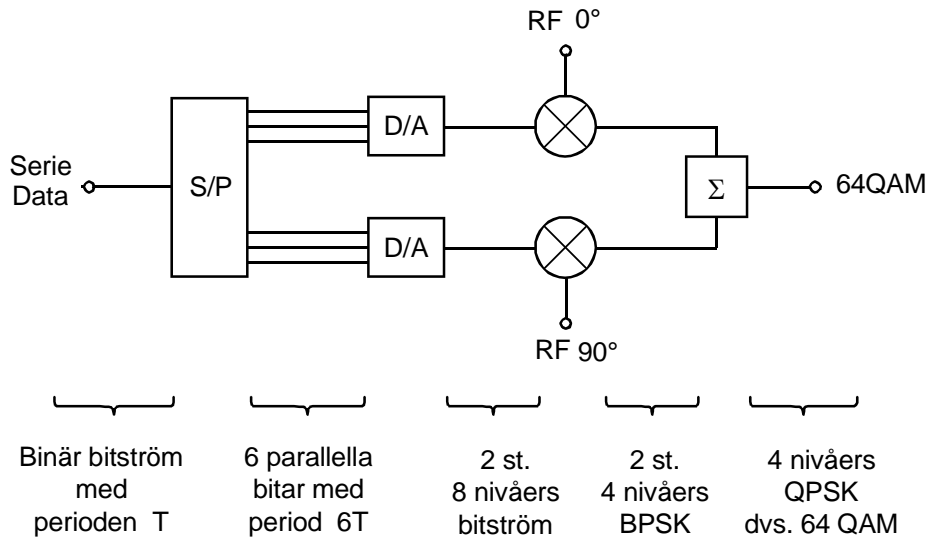 RF 0°
D/A
Serie
Data
S/P
Σ
64QAM
D/A
RF 90°
Binär bitström
med
perioden T
6 parallella
bitar med
period 6T
2 st.
8 nivåers
bitström
2 st.
4 nivåers
BPSK
4 nivåers
QPSK
dvs. 64 QAM